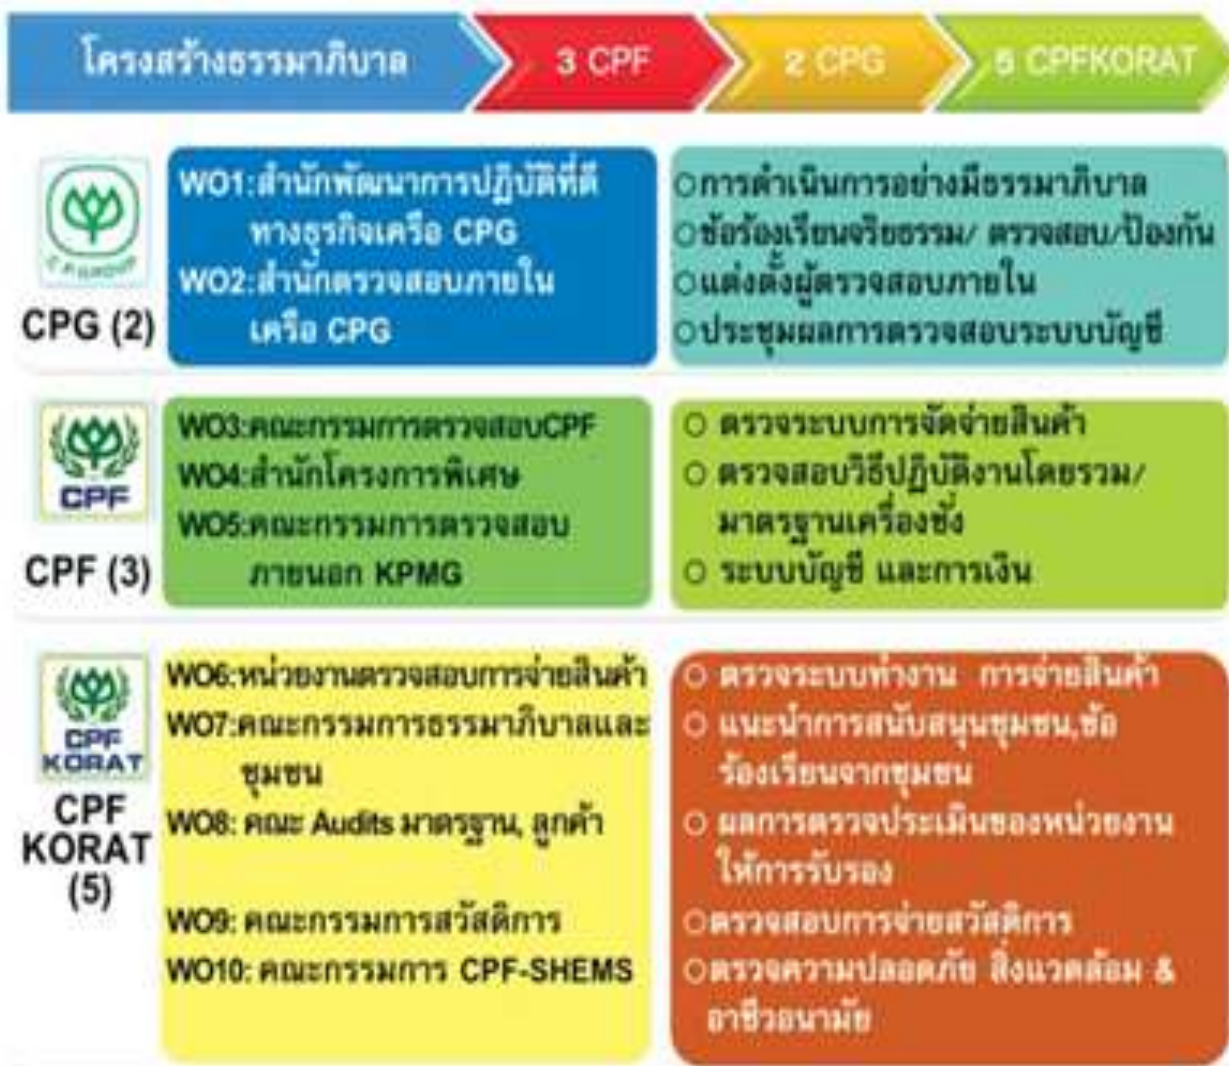 โครงสร้างธรรมาภิบาล
3 CPF
2 CPG
5 CPFKORAT
C.P.GROUP
CPG (2)
WO1:สำนักพัฒนาการปฏิบัติที่ดี
ทางธุรกิจเครือ CPG
WO2:สำนักตรวจสอบภายใน
เครือ CPG
○การดำเนินการอย่างมีธรรมาภิบาล
○ข้อร้องเรียนจริยธรรม/ ตรวจสอบ/ป้องกัน
○แต่งตั้งผู้ตรวจสอบภายใน
○ประชุมผลการตรวจสอบระบบบัญชี
CPF
CPF (3)
WO3:คณะกรรมการตรวจสอบCPF
WO4:สำนักโครงการพิเศษ
WO5:คณะกรรมการตรวจสอบ
ภายนอก KPMG
○ ตรวจระบบการจัดจ่ายสินค้า
○ ตรวจสอบวิธีปฏิบัติงานโดยรวม/
มาตรฐานเครื่องชั่ง
○ ระบบบัญชี และการเงิน
CPF
KORAT
CPF
KORAT
(5)
WO6:หน่วยงานตรวจสอบการจ่ายสินค้า
WO7:คณะกรรมการธรรมาภิบาลและ
ชุมชน
WO8: คณะ Audits มาตรฐาน, ลูกค้า
WO9: คณะกรรมการสวัสดิการ
WO10: คณะกรรมการ CPF-SHEMS
○ ตรวจระบบทำงาน การจ่ายสินค้า
○ แนะนำการสนับสนุนชุมชน,ข้อ
ร้องเรียนจากชุมชน
○ ผลการตรวจประเมินของหน่วยงาน
ให้การรับรอง
○ตรวจสอบการจ่ายสวัสดิการ
○ตรวจความปลอดภัย สิ่งแวดล้อม &
อาชีวอนามัย